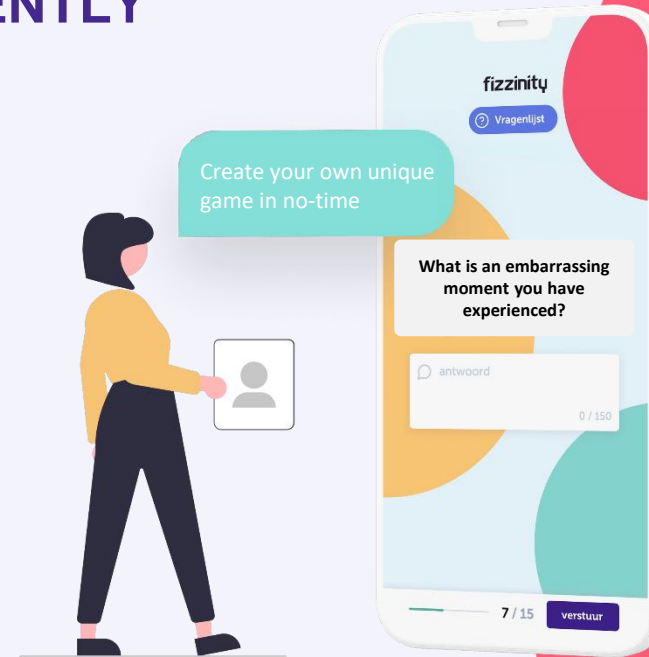 ENTLY
fizzinity
Vragenlijst
Create your own unique
game in no-time
What is an embarrassing
moment you have
experienced?
antwoord
0 / 150
7 / 15
verstuur